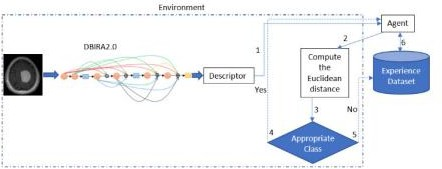 Environment
DBIRA2.0
Descriptor
1
Yes
Agent
2
6
Compute
the
Euclidean
distance
Experience
Dataset
3
No
4
5
Appropriate
Class